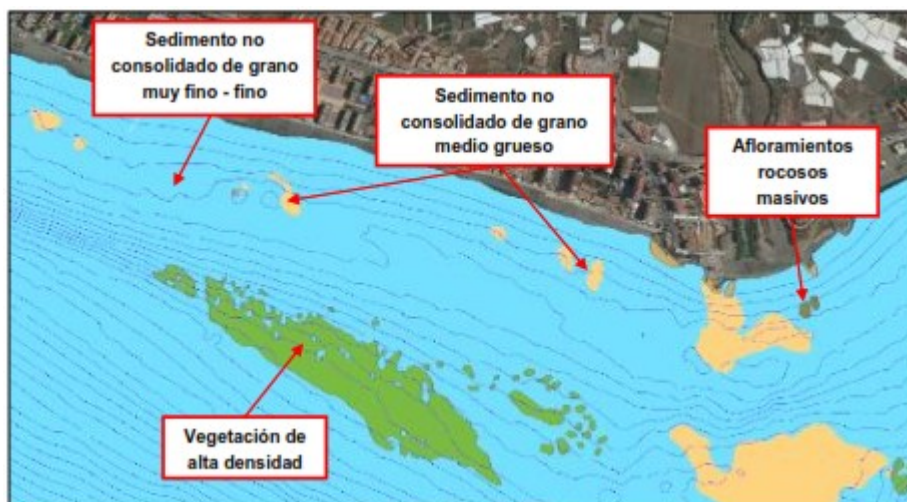 Sedimento no
consolidado de grano
muy fino - fino
Sedimento no
consolidado de grano
medio grueso
Afloramientos
rocosos
masivos
Vegetación de
alta densidad